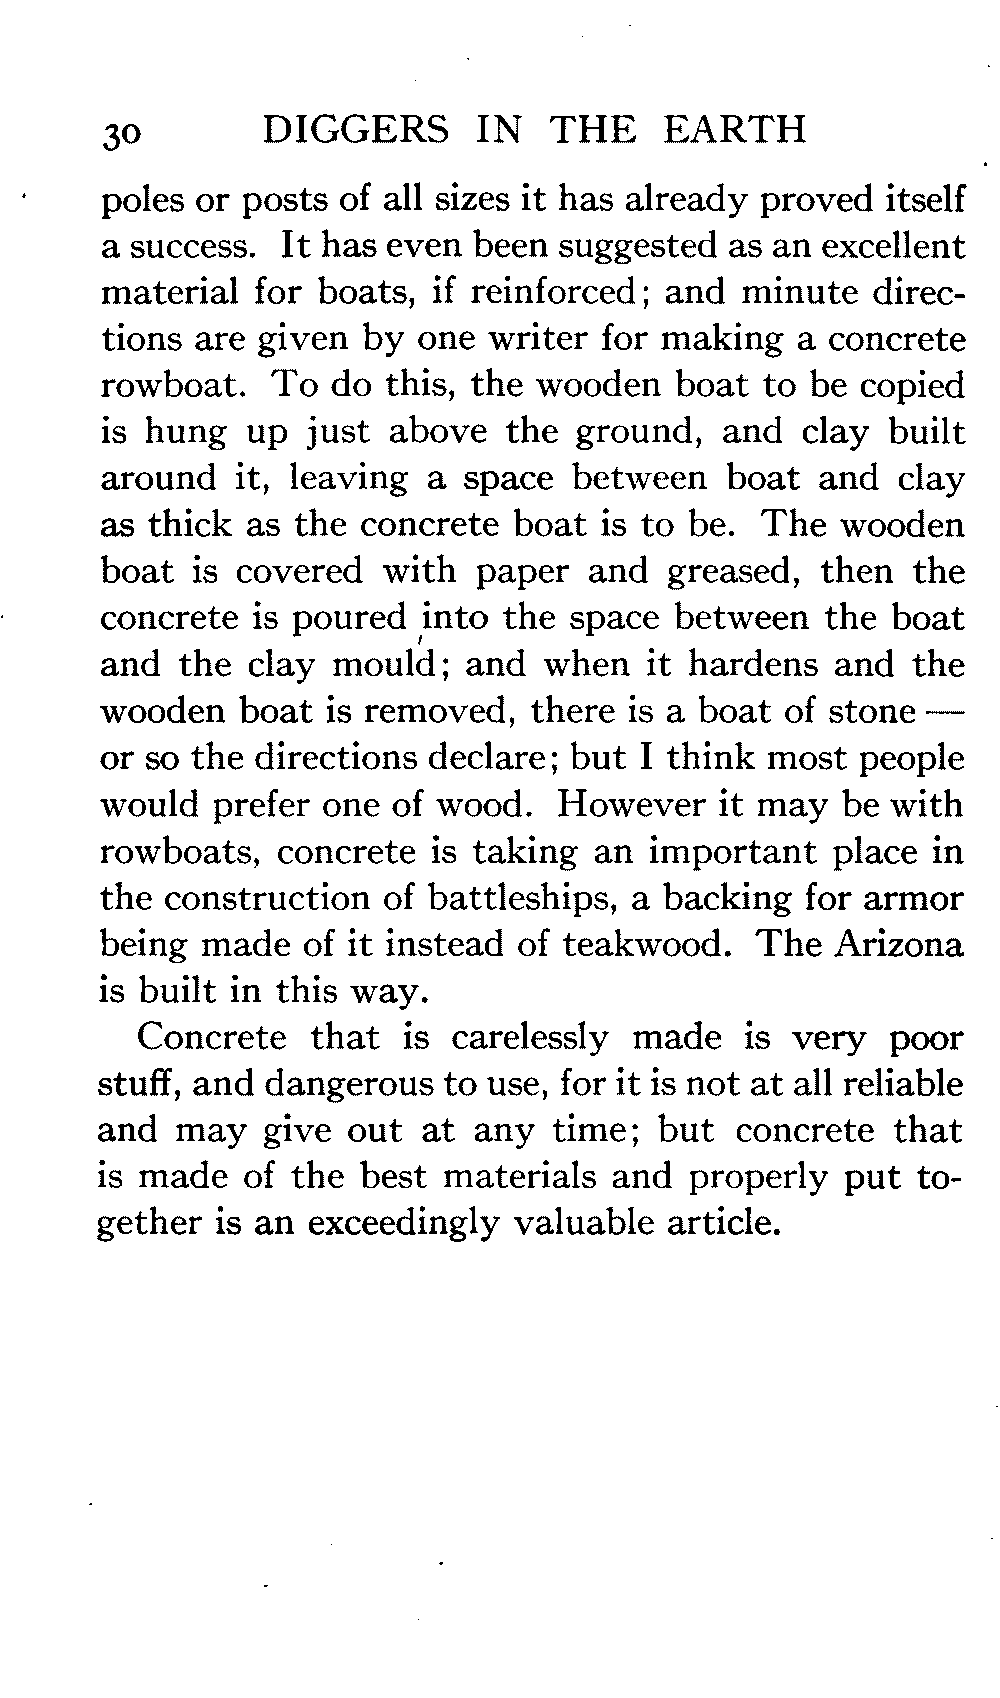 30 DIGGERS IN THE EARTH
poles or posts of all sizes it has already proved itself
a success. It has even been suggested as an excellent
material for boats, if reinforced; and minute direc-
tions are given by one writer for making a concrete
rowboat. To do this, the wooden boat to be copied
is hung up just above the ground, and clay built
around it, leaving a space between boat and clay
as thick as the concrete boat is to be. The wooden
boat is covered with paper and greased, then the
concrete is poured into the space between the boat
and the clay mould; and when it hardens and the
wooden boat is removed, there is a boat of stone —
or so the directions declare; but I think most people
would prefer one of wood. However it may be with
rowboats, concrete is taking an important place in
the construction of battleships, a backing for armor
being made of it instead of teakwood. The Arizona
is built in this way.
Concrete that is carelessly made is very poor
stuff, and dangerous to use, for it is not at all reliable
and may give out at any time; but concrete that
is made of the best materials and properly put to-
gether is an exceedingly valuable article.